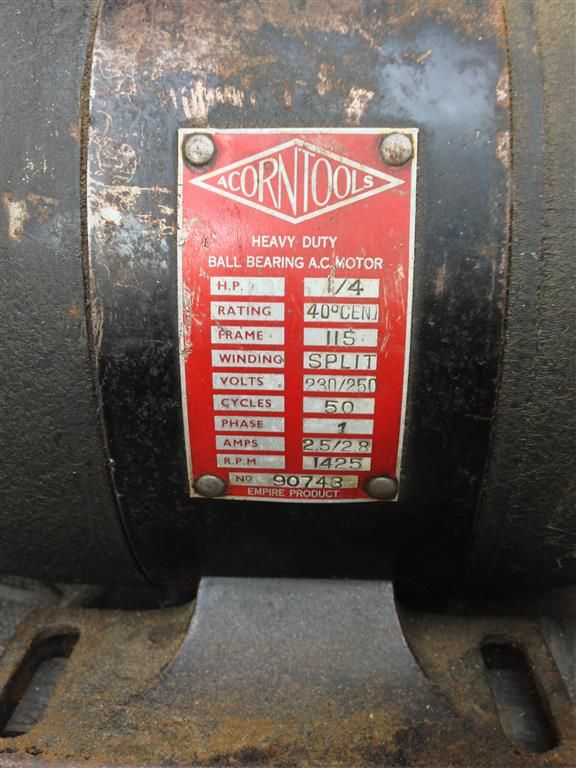 ACORNTOOLS
HEAVY DUTY
BALL BEARING A.C. MOTOR
H.P. 1/4
RATING 40°CENT
FRAME 115
WINDING SPLIT
VOLTS 230/250
CYCLES 50
PHASE 1
AMPS 2.5/2.8
R.P.M. 1425
No 90743
EMPIRE PRODUCT